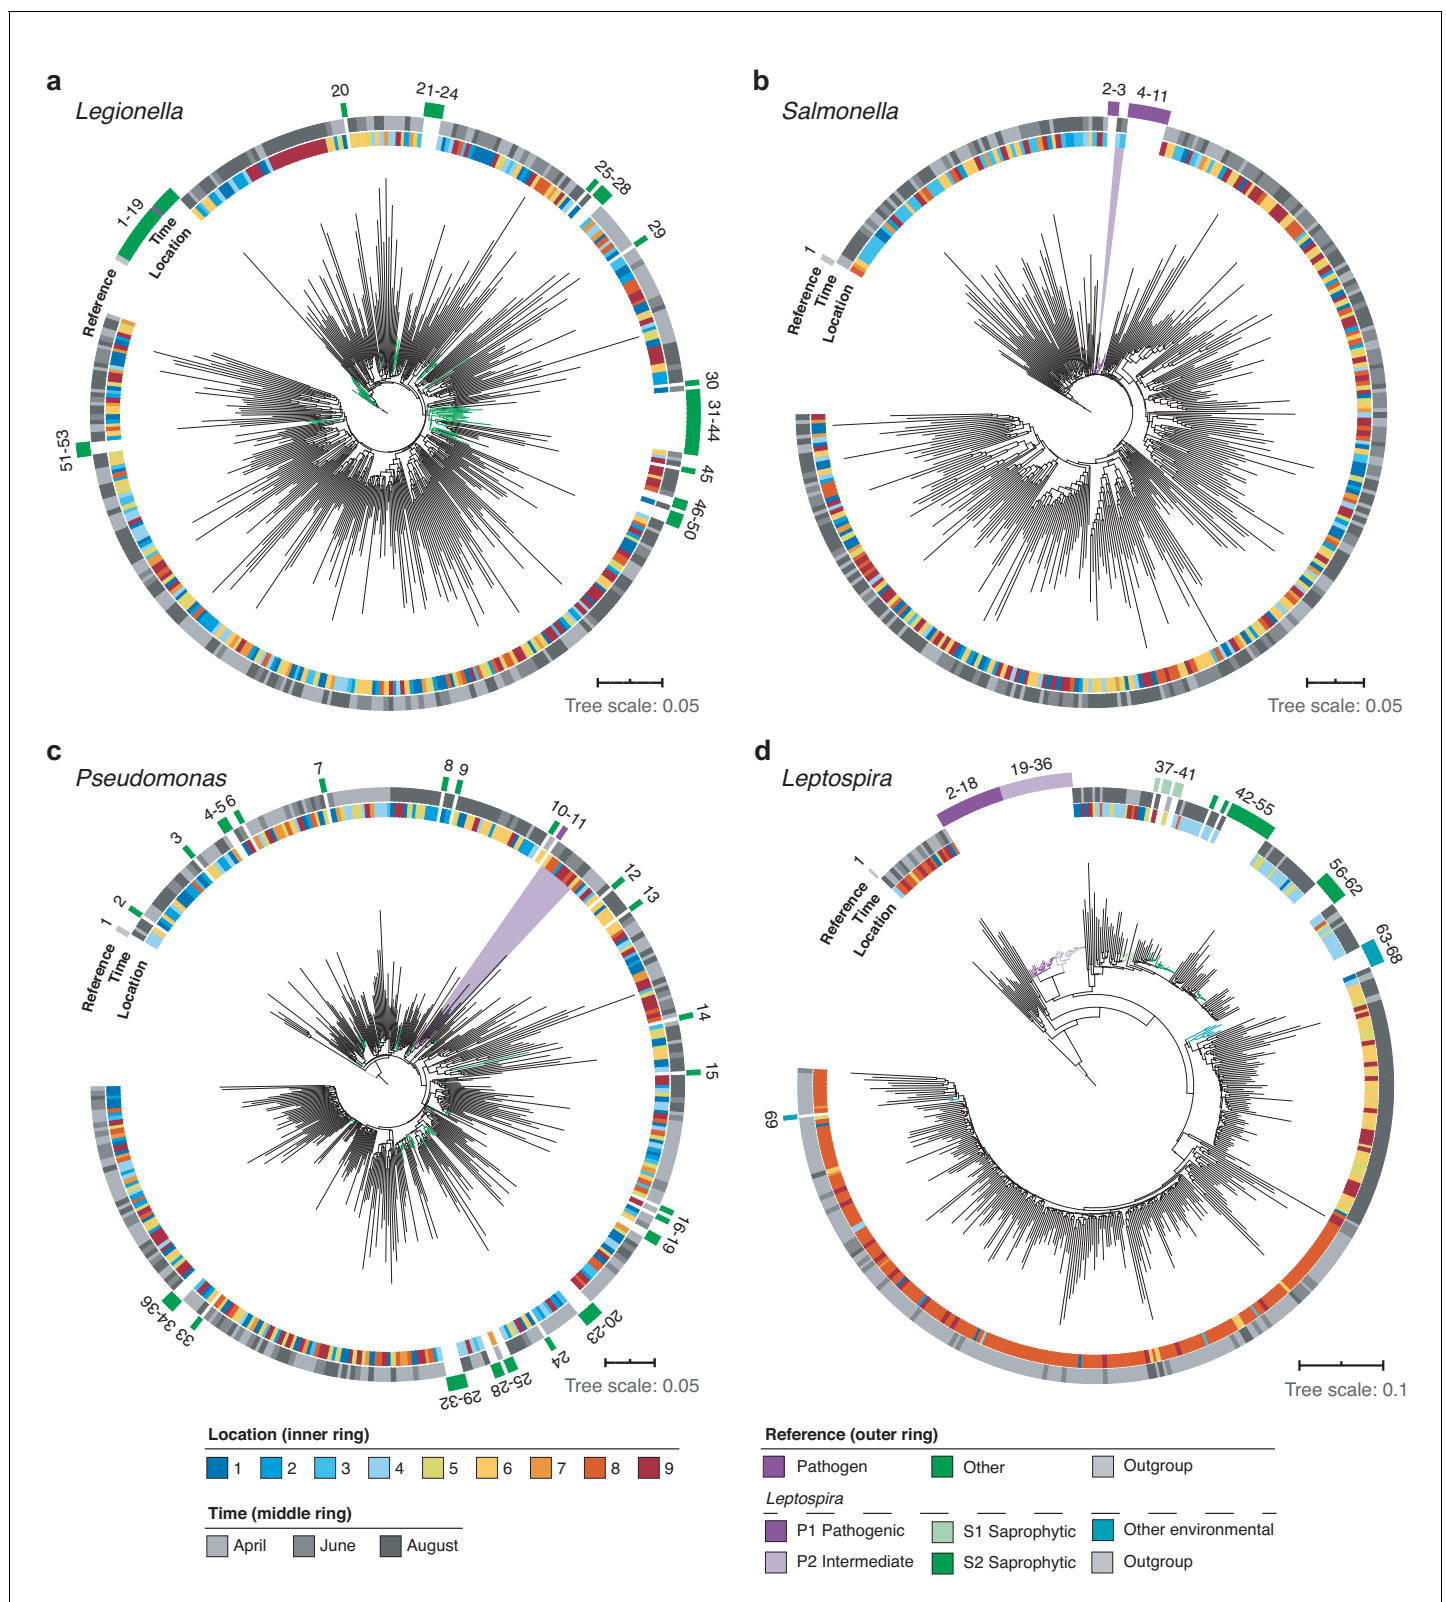 a
Legionella
20
21-24
25-28
29
30
31-44
45
46-50
51-53
1-19
Time
Location
Reference
Tree scale: 0.05
b
Salmonella
2-3
4-11
1
Reference
Time
Location
Tree scale: 0.05
c
Pseudomonas
1
2
3
4-5
6
7
8
9
10-11
12
13
14
15
16-19
20-23
24
25-28
29-32
33
34-36
Reference
Time
Location
Tree scale: 0.05
d
Leptospira
1
2-18
19-36
37-41
42-55
56-62
63-68
69
Reference
Time
Location
Tree scale: 0.1
Location (inner ring)
1 2 3 4 5 6 7 8 9
Time (middle ring)
April June August
Reference (outer ring)
Pathogen Other Outgroup
Leptospira
P1 Pathogenic S1 Saprophytic Other environmental
P2 Intermediate S2 Saprophytic Outgroup